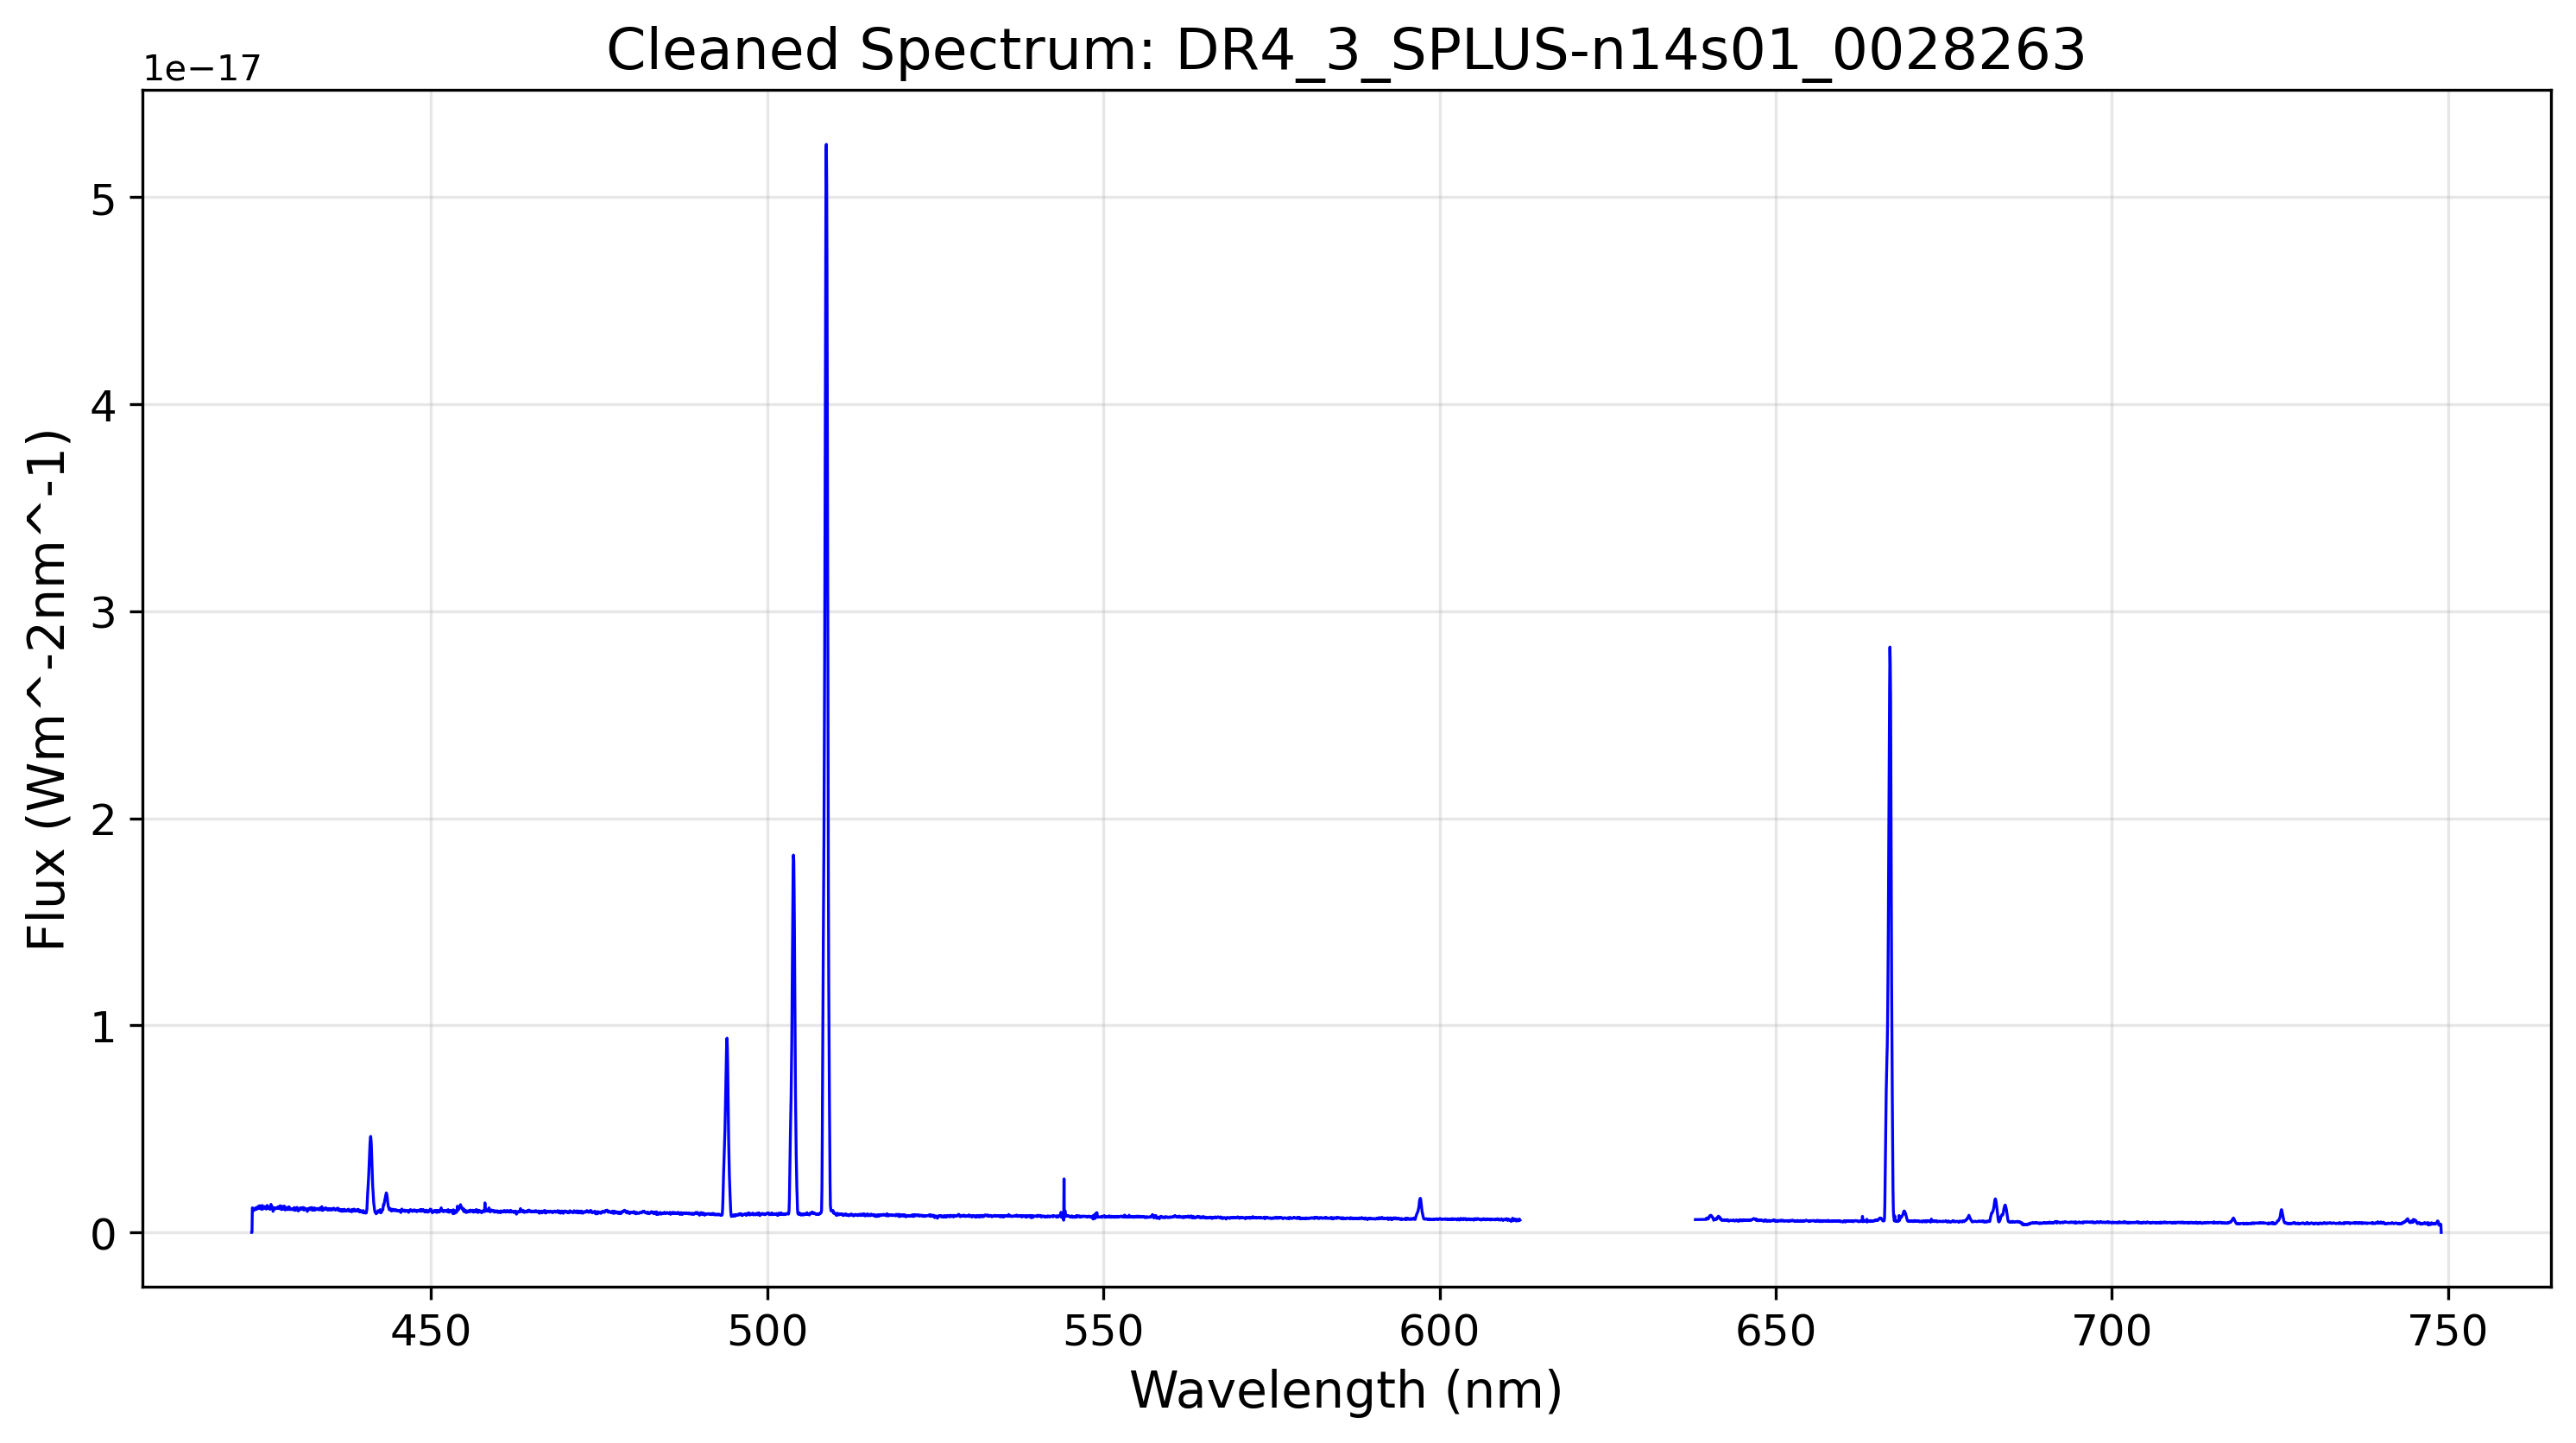 Cleaned Spectrum: DR4_3_SPLUS-n14s01_0028263
1e−17
5
4
3
2
1
0
Flux (Wm^-2nm^-1)
450 500 550 600 650 700 750
Wavelength (nm)